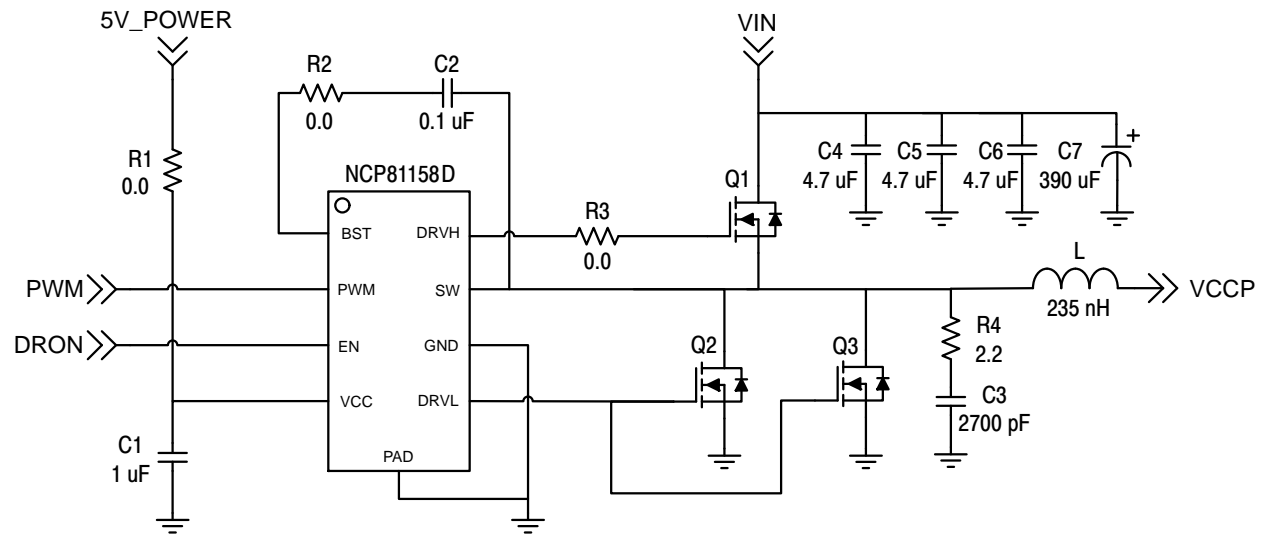 5V_POWER
VIN
R2
0.0
C2
0.1 uF
R1
0.0
NCP81158D
BST
DRVH
PWM
SW
EN
GND
VCC
DRVL
PAD
R3
0.0
Q1
C4
4.7 uF
C5
4.7 uF
C6
4.7 uF
C7
390 uF
+
PWM
DRON
L
235 nH
VCCP
Q2
Q3
R4
2.2
C3
2700 pF
C1
1 uF